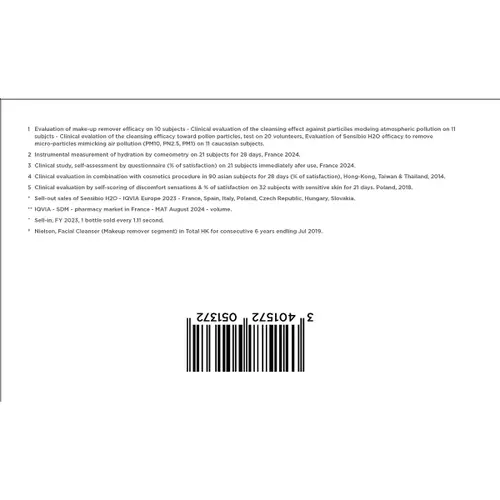 1 Evaluation of make-up remover efficacy on 10 subjects - Clinical evaluation of the cleansing effect against particiles modeing atmospheric pollution on 11
subjcts - Clinical evalation of the cleansing efficacy toward pollen particles, test on 20 volunteers, Evaluation of Sensibio H2O efficacy to remove
micro-particles mimicking air pollution (PM10, PN2.5, PM1) on 11 caucasian subjects.
2 Instrumental measurement of hydration by comeometry on 21 subjects for 28 days, France 2024.
3 Clinical study, self-assessment by questionnaire (% of satisfaction) on 21 subjects immediately afer use, France 2024.
4 Clinical evaluation in combination with cosmetics procedure in 90 asian subjects for 28 days (% of satisfaction), Hong-Kong, Taiwan & Thailand, 2014.
5 Clinical evaluation by self-scoring of discomfort sensations & % of satisfaction on 32 subjects with sensitive skin for 21 days. Poland, 2018.
* Sell-out sales of Sensibio H2O - IQVIA Europe 2023 - France, Spain, Italy, Poland, Czech Republic, Hungary, Slovakia.
** IQVIA - SDM - pharmacy market in France - MAT August 2024 - volume.
~ Sell-in, FY 2023, 1 bottle sold every 1.11 second.
^ Nielsen, Facial Cleanser (Makeup remover segment) in Total HK for consecutive 6 years endling Jul 2019.
3 401572 051372